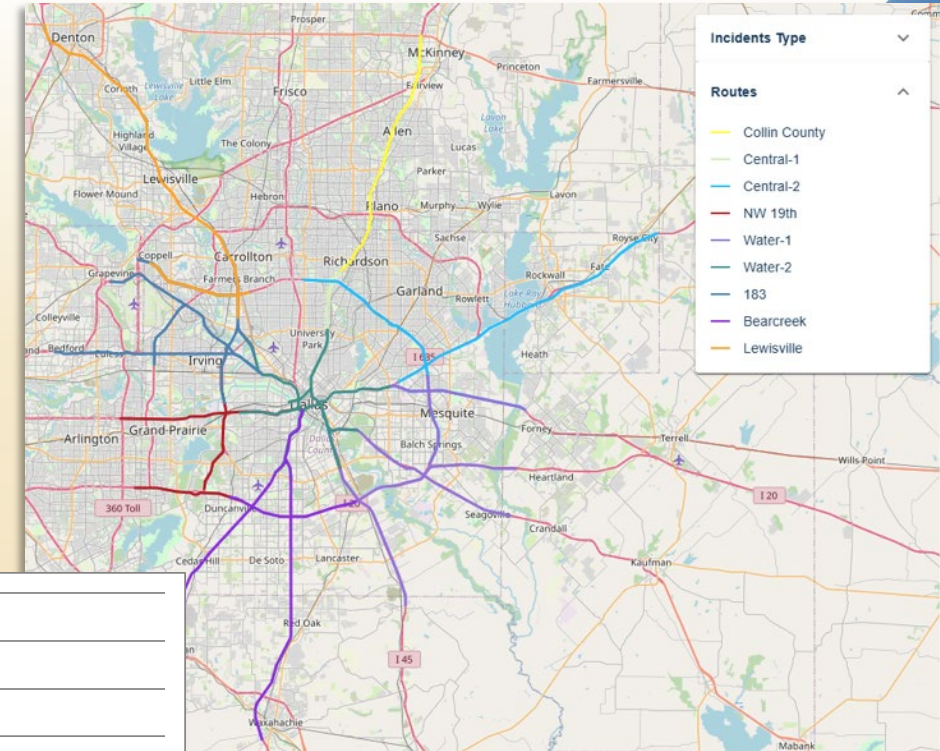 Prosper
Denton
McKinney
Princeton
Corinth
Lewisville
Lake
Little Elm
Frisco
Fairview
Farmersville
Highland
Village
The Colony
Allen
Lavon
Lake
Lucas
Lewisville
Parker
Flower Mound
Hebron
Plano
Murphy
Wylie
Lavon
Sachse
Royse City
Coppell
Carrollton
Richardson
Grapevine
Farmers Branch
Rockwall
Fate
Garland
Rowlett
Lake Ray
Hubbard
Colleyville
University
Park
Bedford
Euless
Irving
I 635
Heath
Dallas
Mesquite
Arlington
Grand Prairie
Dallas
County
Balch Springs
Forney
Terrell
Wills Point
Heartland
360 Toll
Duncanville
I 20
I 20
Seagoville
Crandall
Cedar Hill
De Soto
Lancaster
Kaufman
Red Oak
I 45
Waxahachie
Mabank
Incidents Type
Routes
Collin County
Central-1
Central-2
NW 19th
Water-1
Water-2
183
Bearcreek
Lewisville